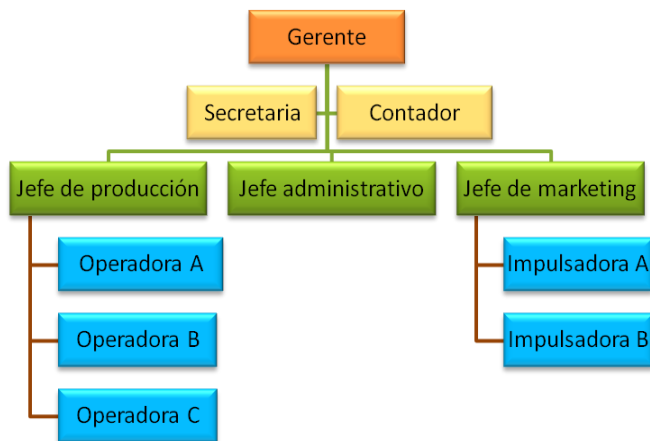 Gerente
Secretaria
Contador
Jefe de producción
Jefe administrativo
Jefe de marketing
Operadora A
Impulsadora A
Operadora B
Impulsadora B
Operadora C